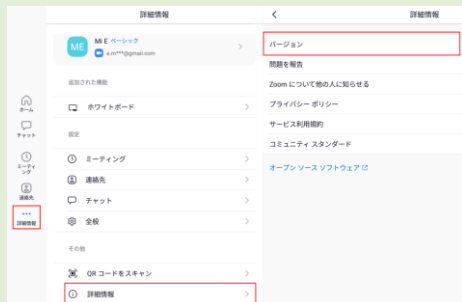 ホーム
チャット
ミーティ
ング
連絡先
詳細情報
詳細情報
ME
Mi E ベーシック
e.m***@gmail.com
追加された機能
ホワイトボード
設定
ミーティング
連絡先
チャット
全般
その他
QR コードをスキャン
詳細情報
詳細情報
バージョン
問題を報告
Zoom について他の人に知らせる
プライバシー ポリシー
サービス利用規約
コミュニティ スタンダード
オープン ソース ソフトウェア